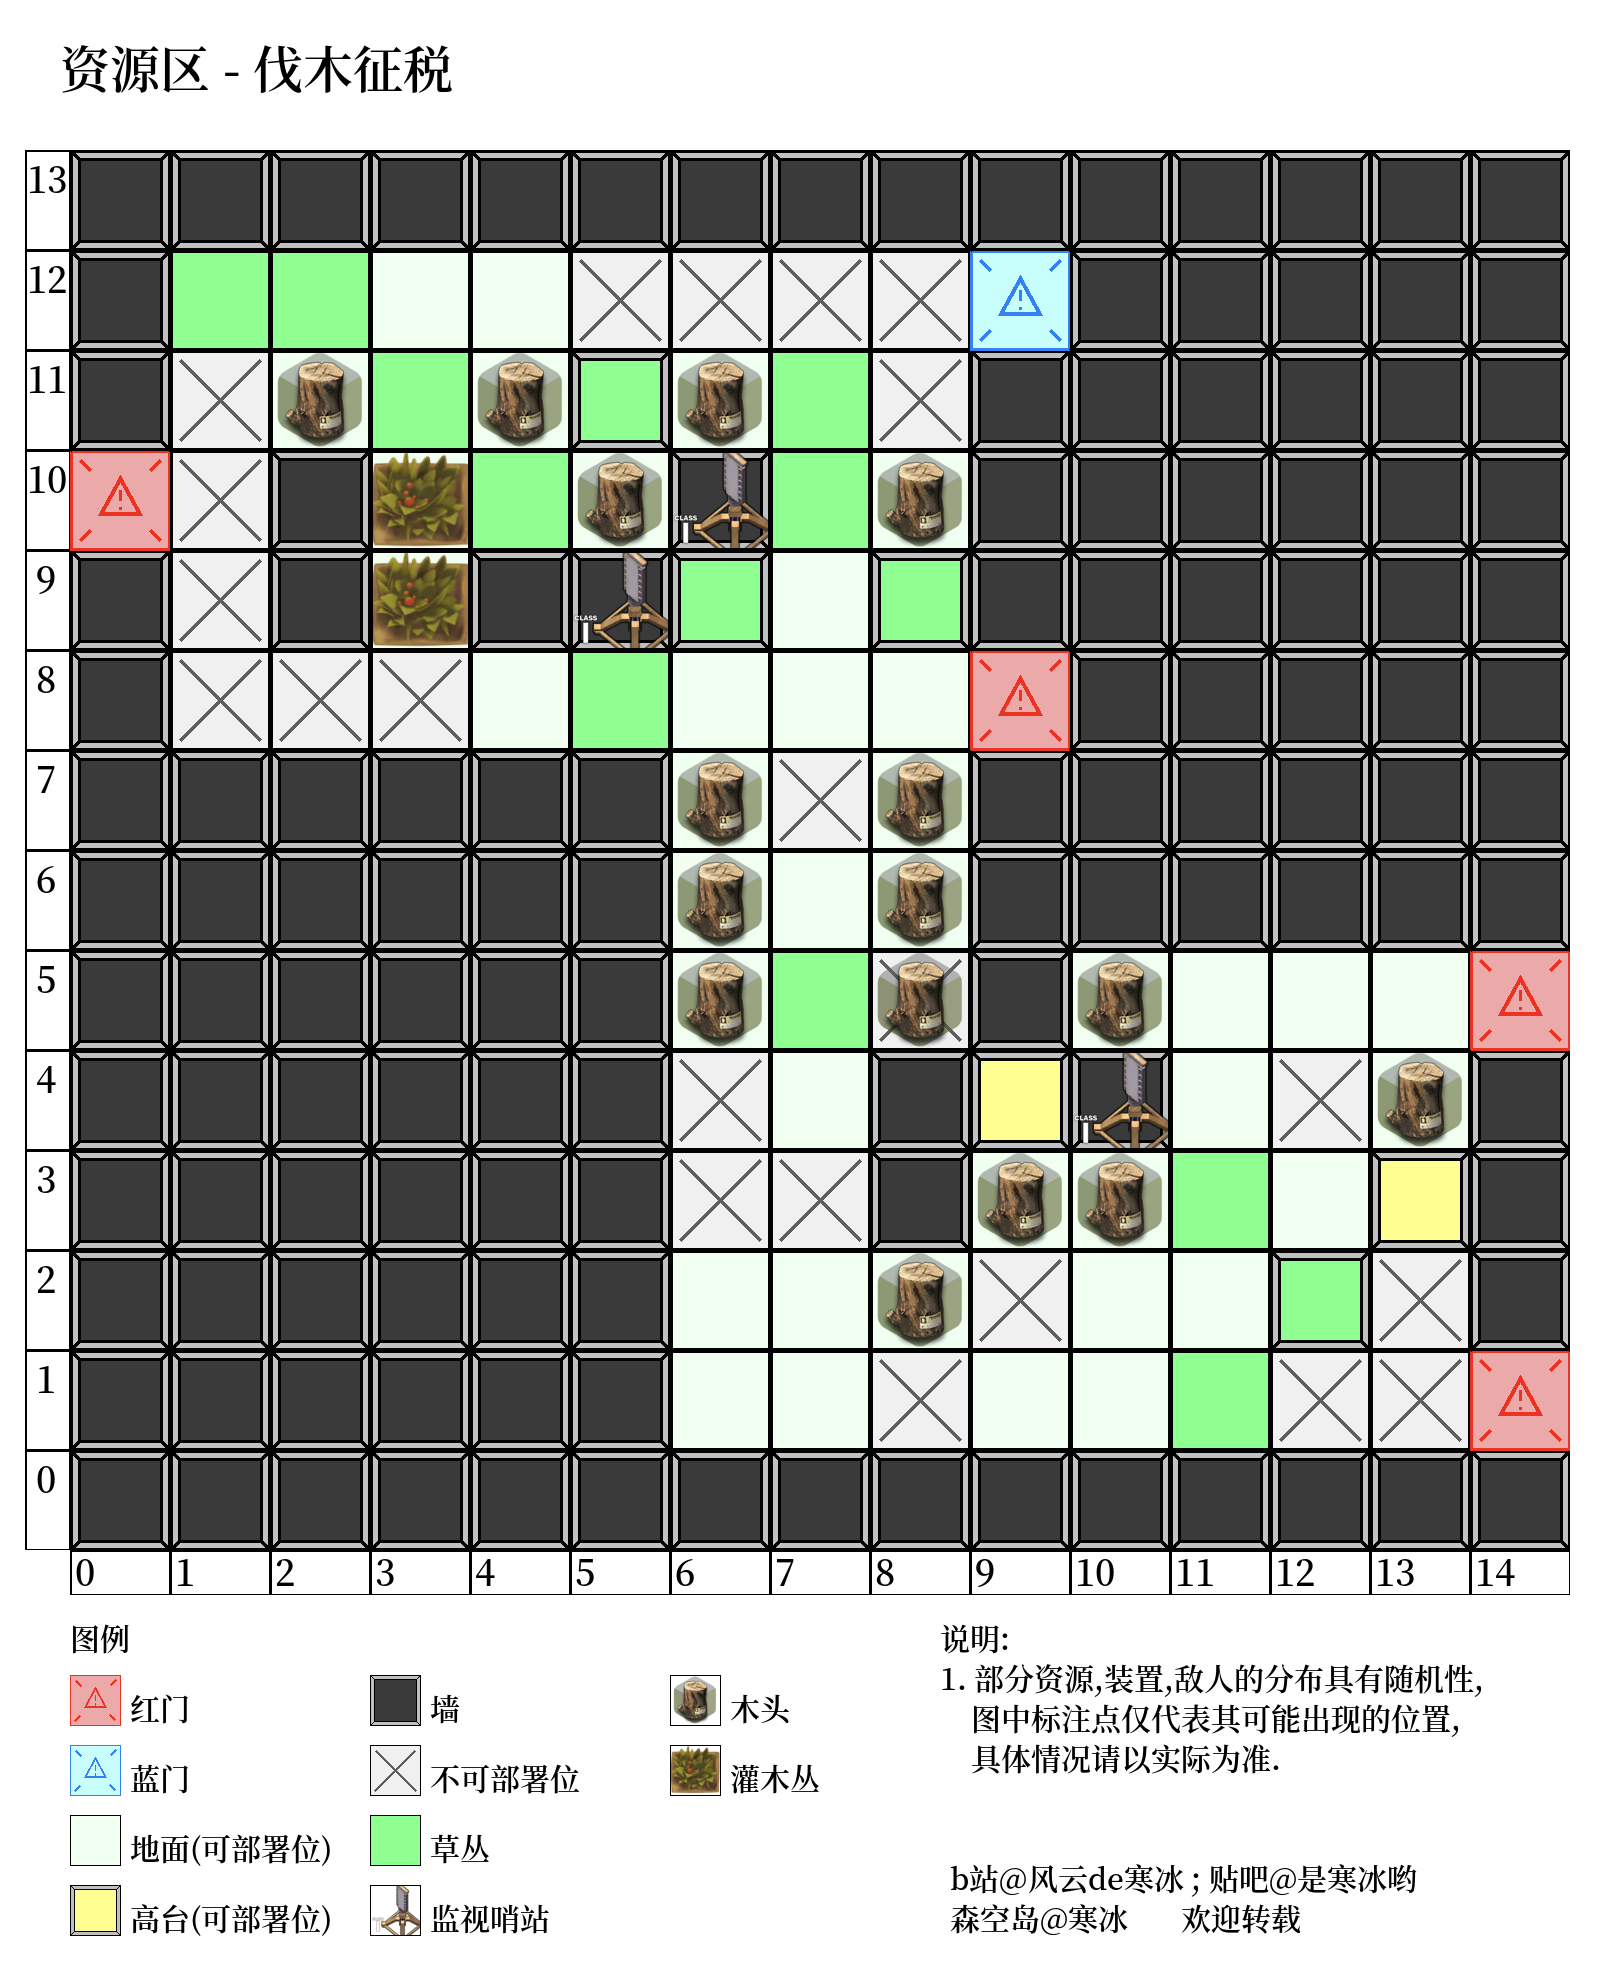 资源区 - 伐木征税
13
12
11
10
CLASS
9
CLASS
8
7
6
5
4
CLASS
3
2
1
0
0 1 2 3 4 5 6 7 8 9 10 11 12 13 14
图例
红门 墙 木头
蓝门 不可部署位 灌木丛
地面(可部署位) 草丛
高台(可部署位) 监视哨站
说明:
1. 部分资源,装置,敌人的分布具有随机性,
图中标注点仅代表其可能出现的位置,
具体情况请以实际为准.
b站@风云de寒冰 ; 贴吧@是寒冰哟
森空岛@寒冰 欢迎转载